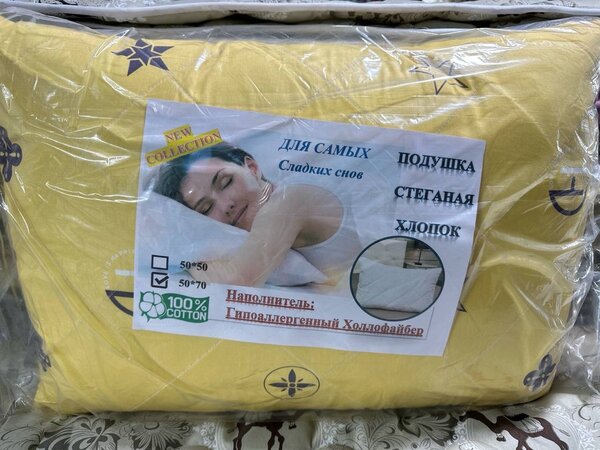 NEW
COLLECTION
ДЛЯ САМЫХ
Сладких снов
ПОДУШКА
СТЕГАНАЯ
ХЛОПОК
50*50
50*70
100%
COTTON
Наполнитель:
Гипоаллергенный Холлофайбер